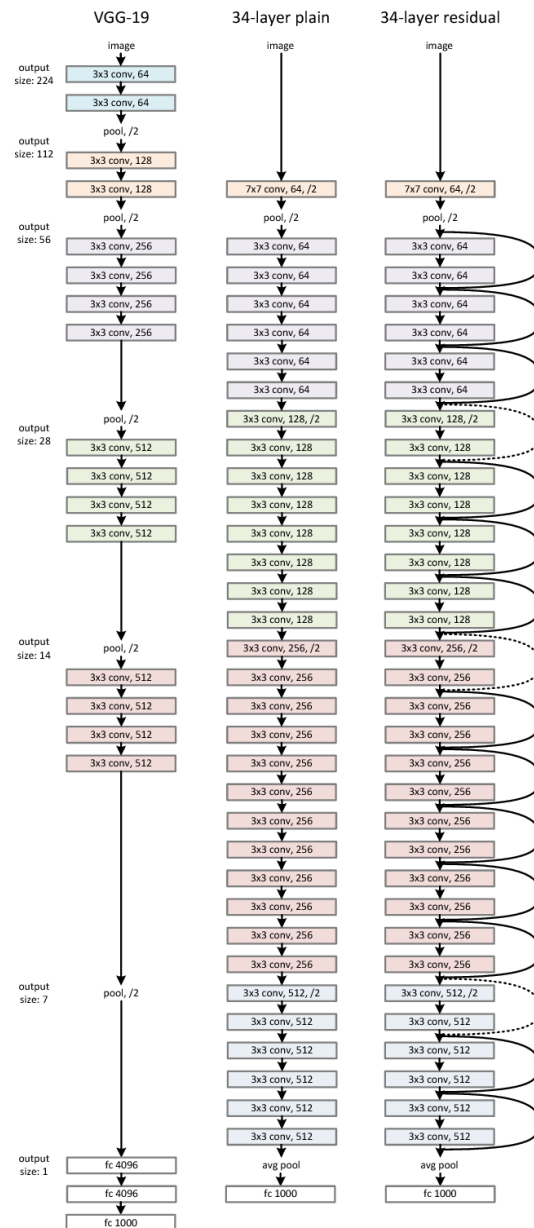 output
size: 224
output
size: 112
output
size: 56
output
size: 28
output
size: 14
output
size: 7
output
size: 1
VGG-19
image
3x3 conv, 64
3x3 conv, 64
pool, /2
3x3 conv, 128
3x3 conv, 128
pool, /2
3x3 conv, 256
3x3 conv, 256
3x3 conv, 256
3x3 conv, 256
pool, /2
3x3 conv, 512
3x3 conv, 512
3x3 conv, 512
3x3 conv, 512
pool, /2
3x3 conv, 512
3x3 conv, 512
3x3 conv, 512
3x3 conv, 512
pool, /2
fc 4096
fc 4096
fc 1000
34-layer plain
image
7x7 conv, 64, /2
pool, /2
3x3 conv, 64
3x3 conv, 64
3x3 conv, 64
3x3 conv, 64
3x3 conv, 64
3x3 conv, 64
3x3 conv, 128, /2
3x3 conv, 128
3x3 conv, 128
3x3 conv, 128
3x3 conv, 128
3x3 conv, 128
3x3 conv, 128
3x3 conv, 128
3x3 conv, 256, /2
3x3 conv, 256
3x3 conv, 256
3x3 conv, 256
3x3 conv, 256
3x3 conv, 256
3x3 conv, 256
3x3 conv, 256
3x3 conv, 256
3x3 conv, 256
3x3 conv, 256
3x3 conv, 256
3x3 conv, 512, /2
3x3 conv, 512
3x3 conv, 512
3x3 conv, 512
3x3 conv, 512
3x3 conv, 512
avg pool
fc 1000
34-layer residual
image
7x7 conv, 64, /2
pool, /2
3x3 conv, 64
3x3 conv, 64
3x3 conv, 64
3x3 conv, 64
3x3 conv, 64
3x3 conv, 64
3x3 conv, 128, /2
3x3 conv, 128
3x3 conv, 128
3x3 conv, 128
3x3 conv, 128
3x3 conv, 128
3x3 conv, 128
3x3 conv, 128
3x3 conv, 256, /2
3x3 conv, 256
3x3 conv, 256
3x3 conv, 256
3x3 conv, 256
3x3 conv, 256
3x3 conv, 256
3x3 conv, 256
3x3 conv, 256
3x3 conv, 256
3x3 conv, 256
3x3 conv, 256
3x3 conv, 512, /2
3x3 conv, 512
3x3 conv, 512
3x3 conv, 512
3x3 conv, 512
3x3 conv, 512
avg pool
fc 1000